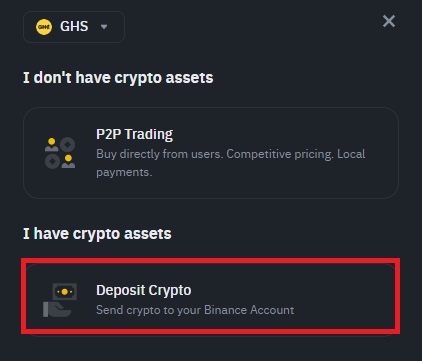 GHS
I don't have crypto assets
P2P Trading
Buy directly from users. Competitive pricing. Local
payments.
I have crypto assets
Deposit Crypto
Send crypto to your Binance Account